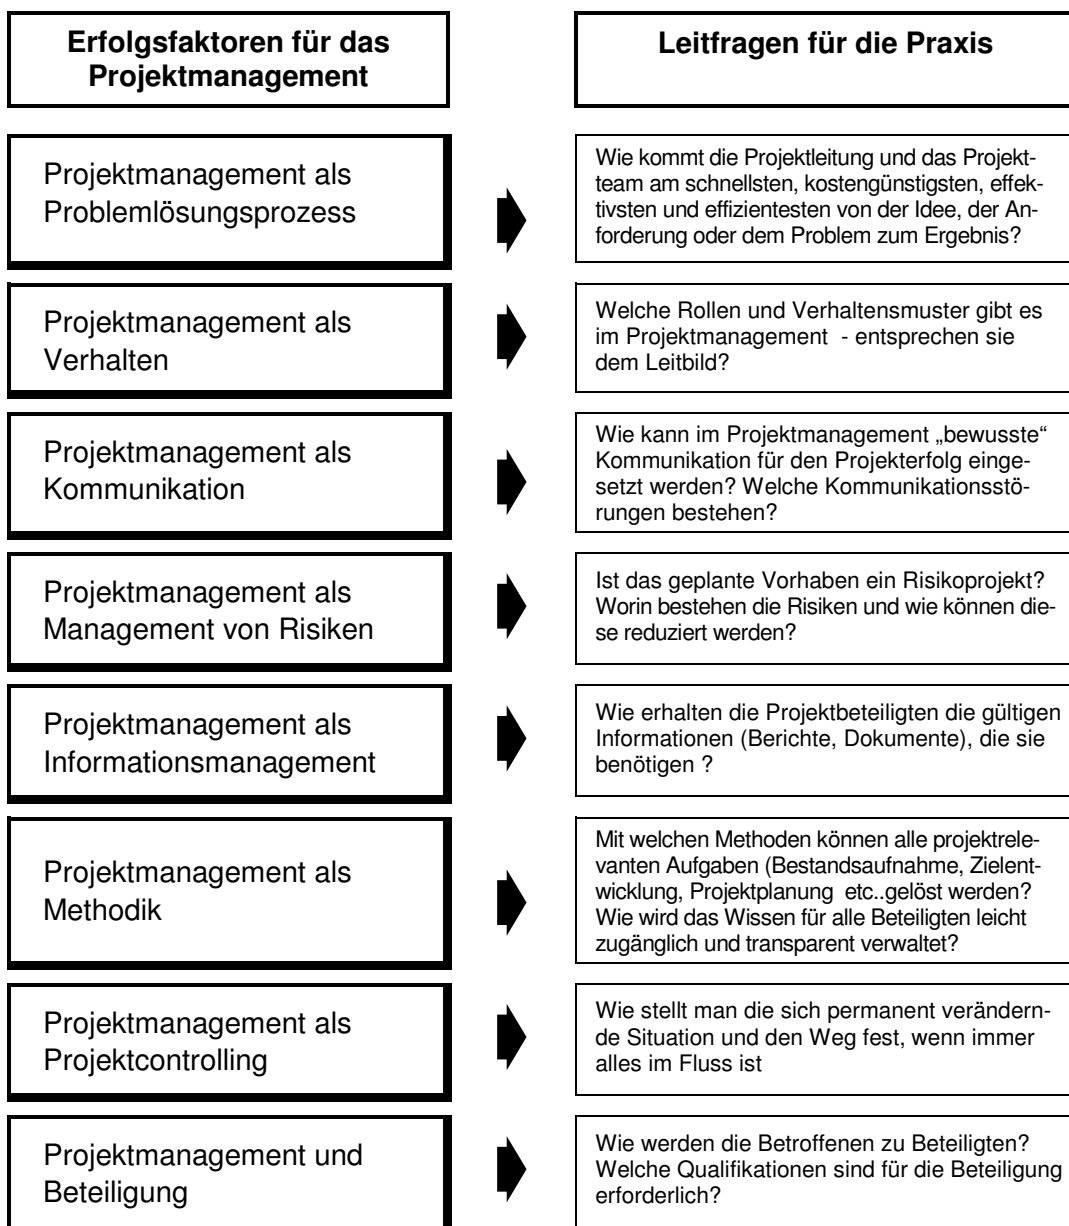 Erfolgsfaktoren für das
Projektmanagement
Leitfragen für die Praxis
Projektmanagement als
Problemlösungsprozess
Wie kommt die Projektleitung und das Projekt-
team am schnellsten, kostengünstigsten, effek-
tivsten und effizientesten von der Idee, der An-
forderung oder dem Problem zum Ergebnis?
Projektmanagement als
Verhalten
Welche Rollen und Verhaltensmuster gibt es
im Projektmanagement  - entsprechen sie
dem Leitbild?
Projektmanagement als
Kommunikation
Wie kann im Projektmanagement „bewusste“
Kommunikation für den Projekterfolg einge-
setzt werden? Welche Kommunikationsstö-
rungen bestehen?
Projektmanagement als
Management von Risiken
Ist das geplante Vorhaben ein Risikoprojekt?
Worin bestehen die Risiken und wie können die-
se reduziert werden?
Projektmanagement als
Informationsmanagement
Wie erhalten die Projektbeteiligten die gültigen
Informationen (Berichte, Dokumente), die sie
benötigen ?
Projektmanagement als
Methodik
Mit welchen Methoden können alle projektrele-
vanten Aufgaben (Bestandsaufnahme, Zielent-
wicklung, Projektplanung  etc..gelöst werden?
Wie wird das Wissen für alle Beteiligten leicht
zugänglich und transparent verwaltet?
Projektmanagement als
Projektcontrolling
Wie stellt man die sich permanent verändern-
de Situation und den Weg fest, wenn immer
alles im Fluss ist
Projektmanagement und
Beteiligung
Wie werden die Betroffenen zu Beteiligten?
Welche Qualifikationen sind für die Beteiligung
erforderlich?